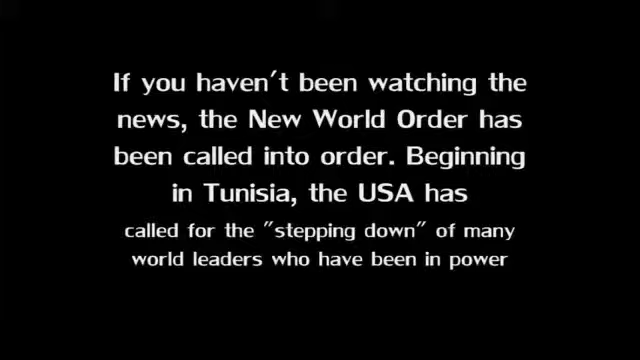 If you haven't been watching the
news, the New World Order has
been called into order. Beginning
in Tunisia, the USA has
called for the "stepping down" of many
world leaders who have been in power